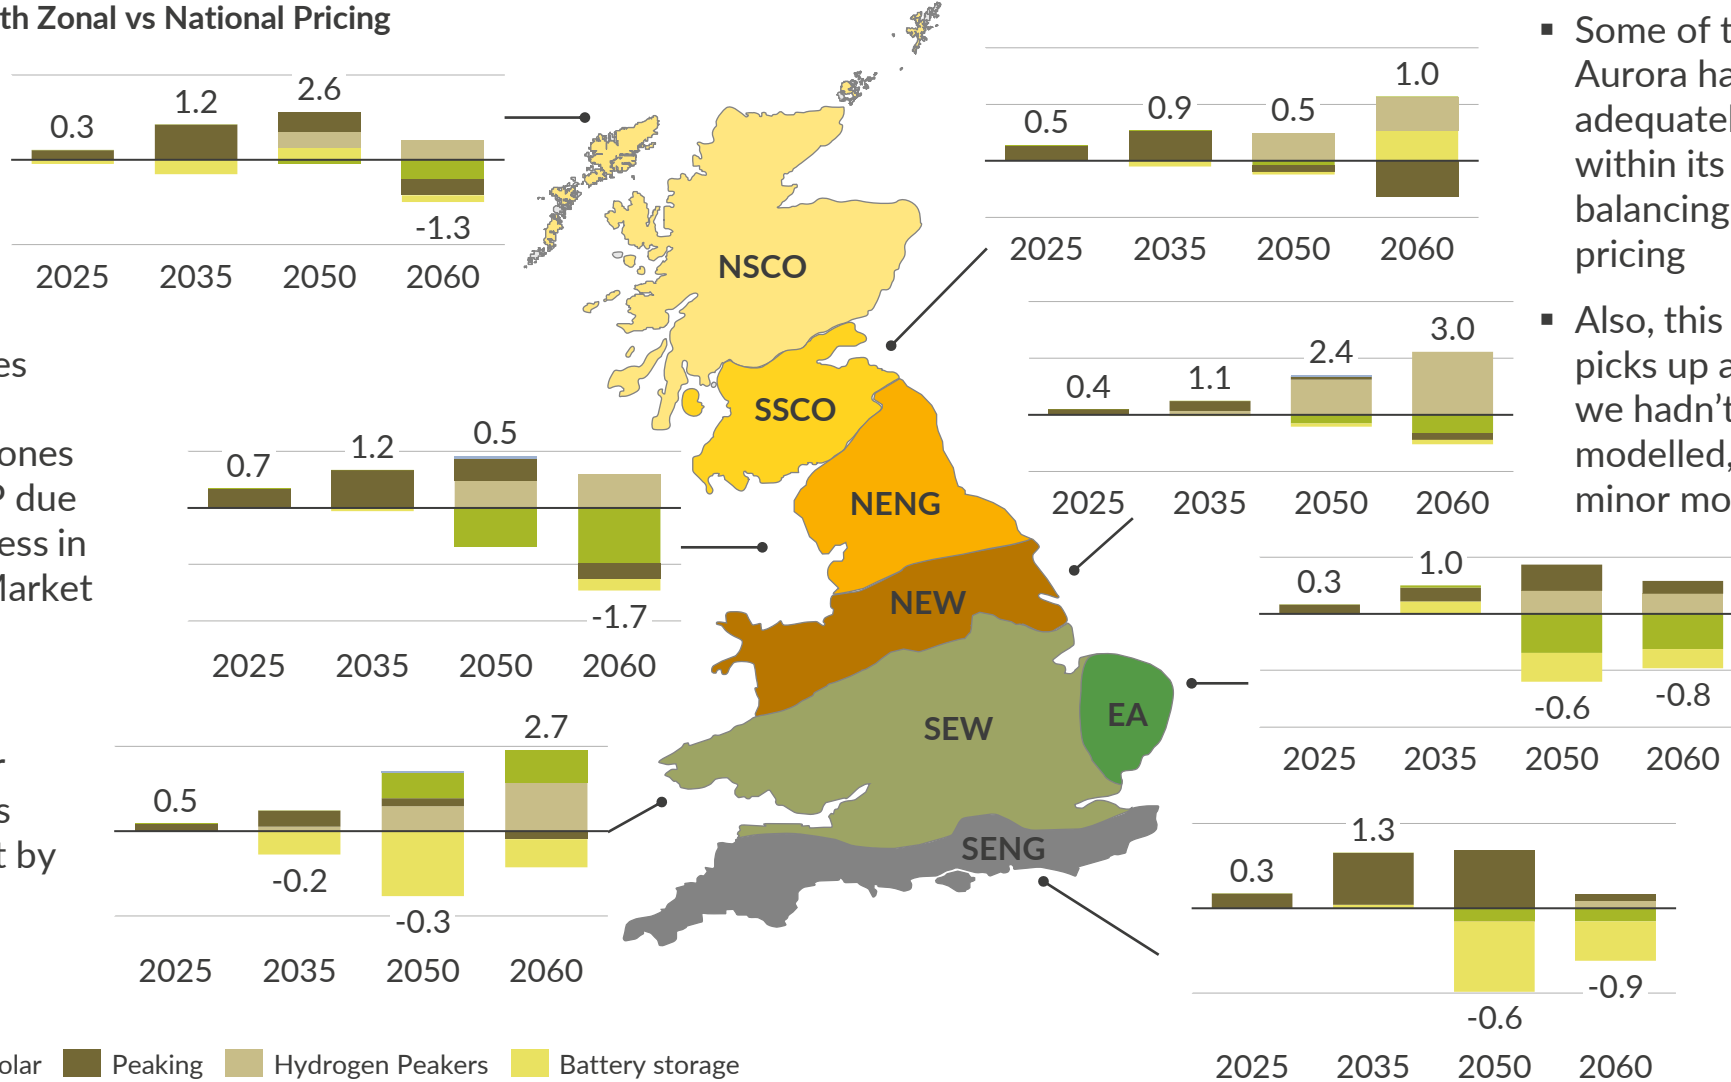 th Zonal vs National Pricing
0.3
1.2
2.6
-1.3
2025 2035 2050 2060
0.5
0.9
0.5
1.0
2025 2035 2050 2060
0.4
1.1
2.4
3.0
2025 2035 2050 2060
0.7
1.2
0.5
-1.7
2025 2035 2050 2060
0.3
1.0
-0.6
-0.8
2025 2035 2050 2060
0.5
-0.2
-0.3
2.7
2025 2035 2050 2060
0.3
1.3
-0.6
-0.9
2025 2035 2050 2060
NSCO
SSCO
NENG
NEW
SEW
EA
SENG
es
ones
P due
ess in
Market
r
s
t by
▪ Some of t
Aurora ha
adequatel
within its
balancing
pricing
▪ Also, this
picks up a
we hadn't
modelled,
minor mo
olar Peaking Hydrogen Peakers Battery storage